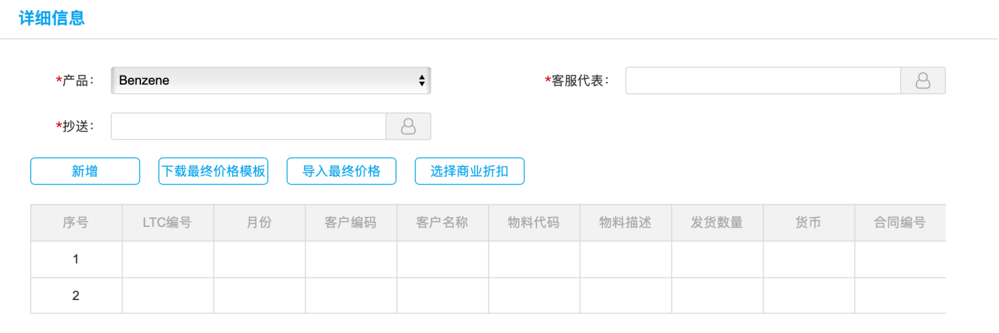 详细信息
*产品： Benzene *客服代表：
*抄送：
新增 下载最终价格模板 导入最终价格 选择商业折扣
序号 LTC编号 月份 客户编码 客户名称 物料代码 物料描述 发货数量 货币 合同编号
1
2